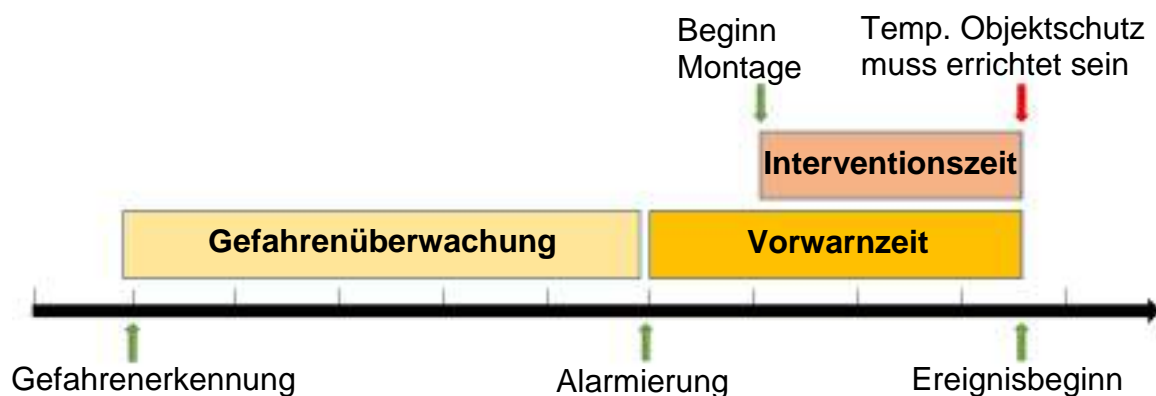 Beginn
Montage
Temp. Objektschutz
muss errichtet sein
Interventionszeit
Gefahrenüberwachung
Vorwarnzeit
Gefahrenerkennung
Alarmierung
Ereignisbeginn